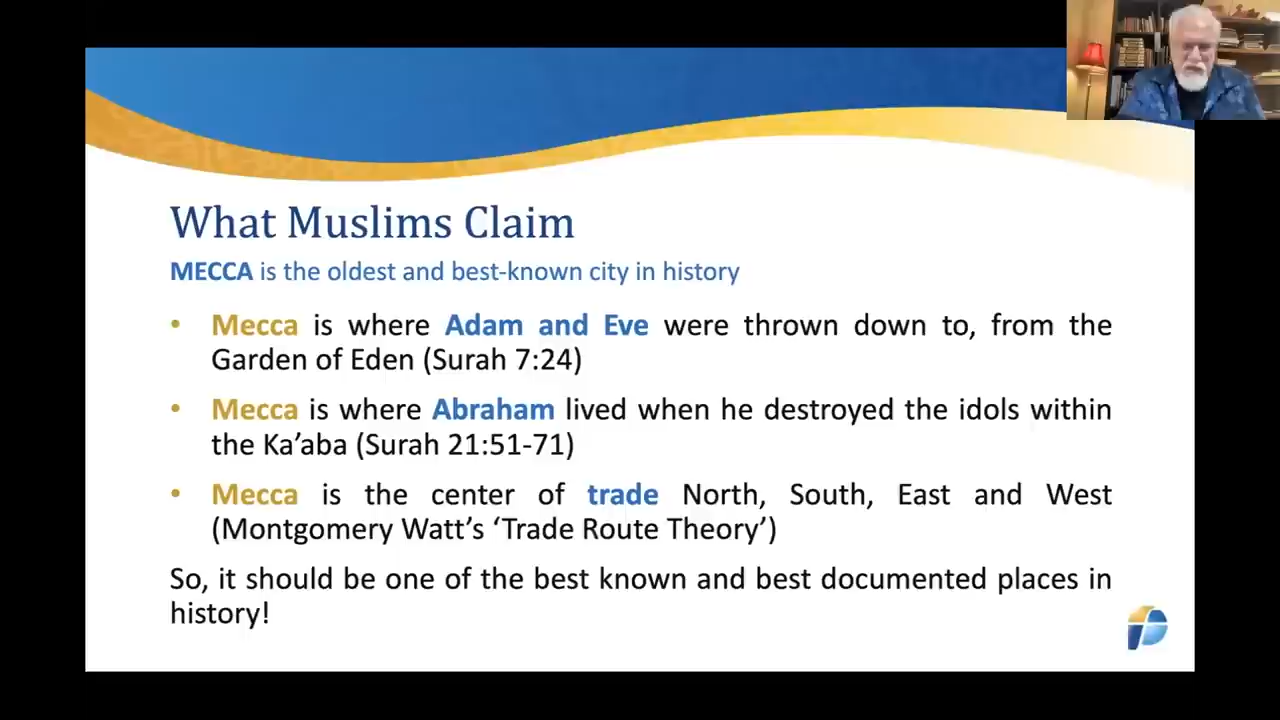 What Muslims Claim
MECCA is the oldest and best-known city in history
• Mecca is where Adam and Eve were thrown down to, from the
Garden of Eden (Surah 7:24)
• Mecca is where Abraham lived when he destroyed the idols within
the Ka’aba (Surah 21:51-71)
• Mecca is the center of trade North, South, East and West
(Montgomery Watt’s ‘Trade Route Theory’)
So, it should be one of the best known and best documented places in
history!